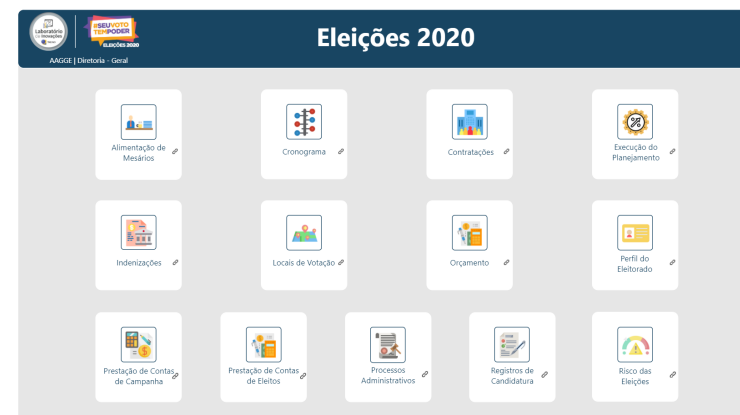 Laboratório
de Inovações
#SEUVOTO
TEMPODER
ELEIÇÕES 2020
Eleições 2020
AAGGE | Diretoria - Geral
Alimentação de
Mesários
Cronograma
Contratações
Execução do
Planejamento
Indenizações
Locais de Votação
Orçamento
Perfil do
Eleitorado
Prestação de Contas
de Campanha
Prestação de Contas
de Eleitos
Processos
Administrativos
Registros de
Candidatura
Risco das
Eleições